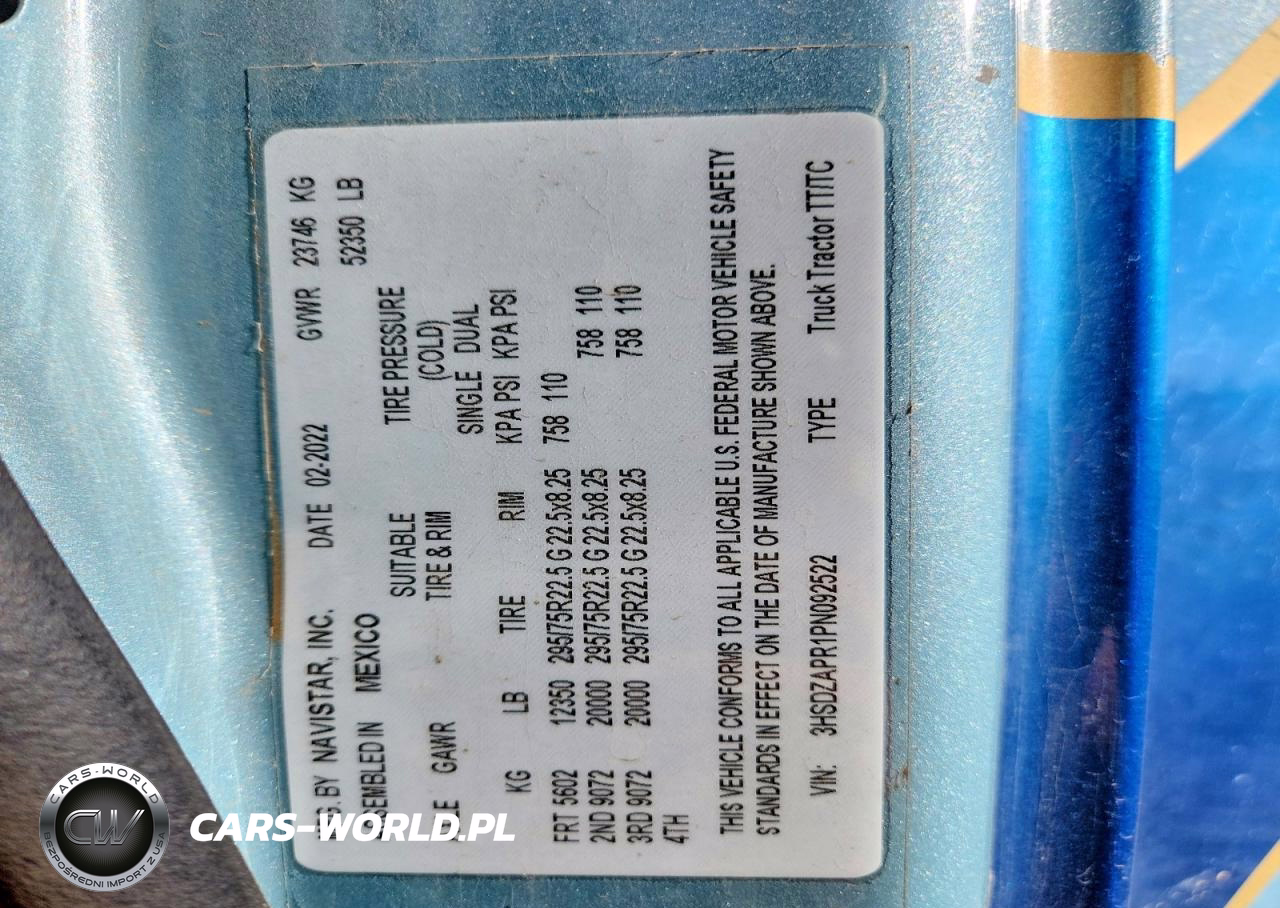 MFG. BY NAVISTAR, INC. DATE 02-2022 GVWR 23746 KG
ASSEMBLED IN MEXICO 52350 LB
SUITABLE TIRE PRESSURE
AXLE GAWR TIRE & RIM (COLD)
SINGLE DUAL
KG LB TIRE RIM KPA PSI KPA PSI
FRT 5602 12350 295/75R22.5 G 22.5x8.25 758 110
2ND 9072 20000 295/75R22.5 G 22.5x8.25 758 110
3RD 9072 20000 295/75R22.5 G 22.5x8.25 758 110
4TH
THIS VEHICLE CONFORMS TO ALL APPLICABLE U.S. FEDERAL MOTOR VEHICLE SAFETY
STANDARDS IN EFFECT ON THE DATE OF MANUFACTURE SHOWN ABOVE.
VIN: 3HSDZAPR1PN092522 TYPE Truck Tractor TT/TC
CARS-WORLD
CW
BEZPOŚREDNI IMPORT Z USA
CARS-WORLD.PL